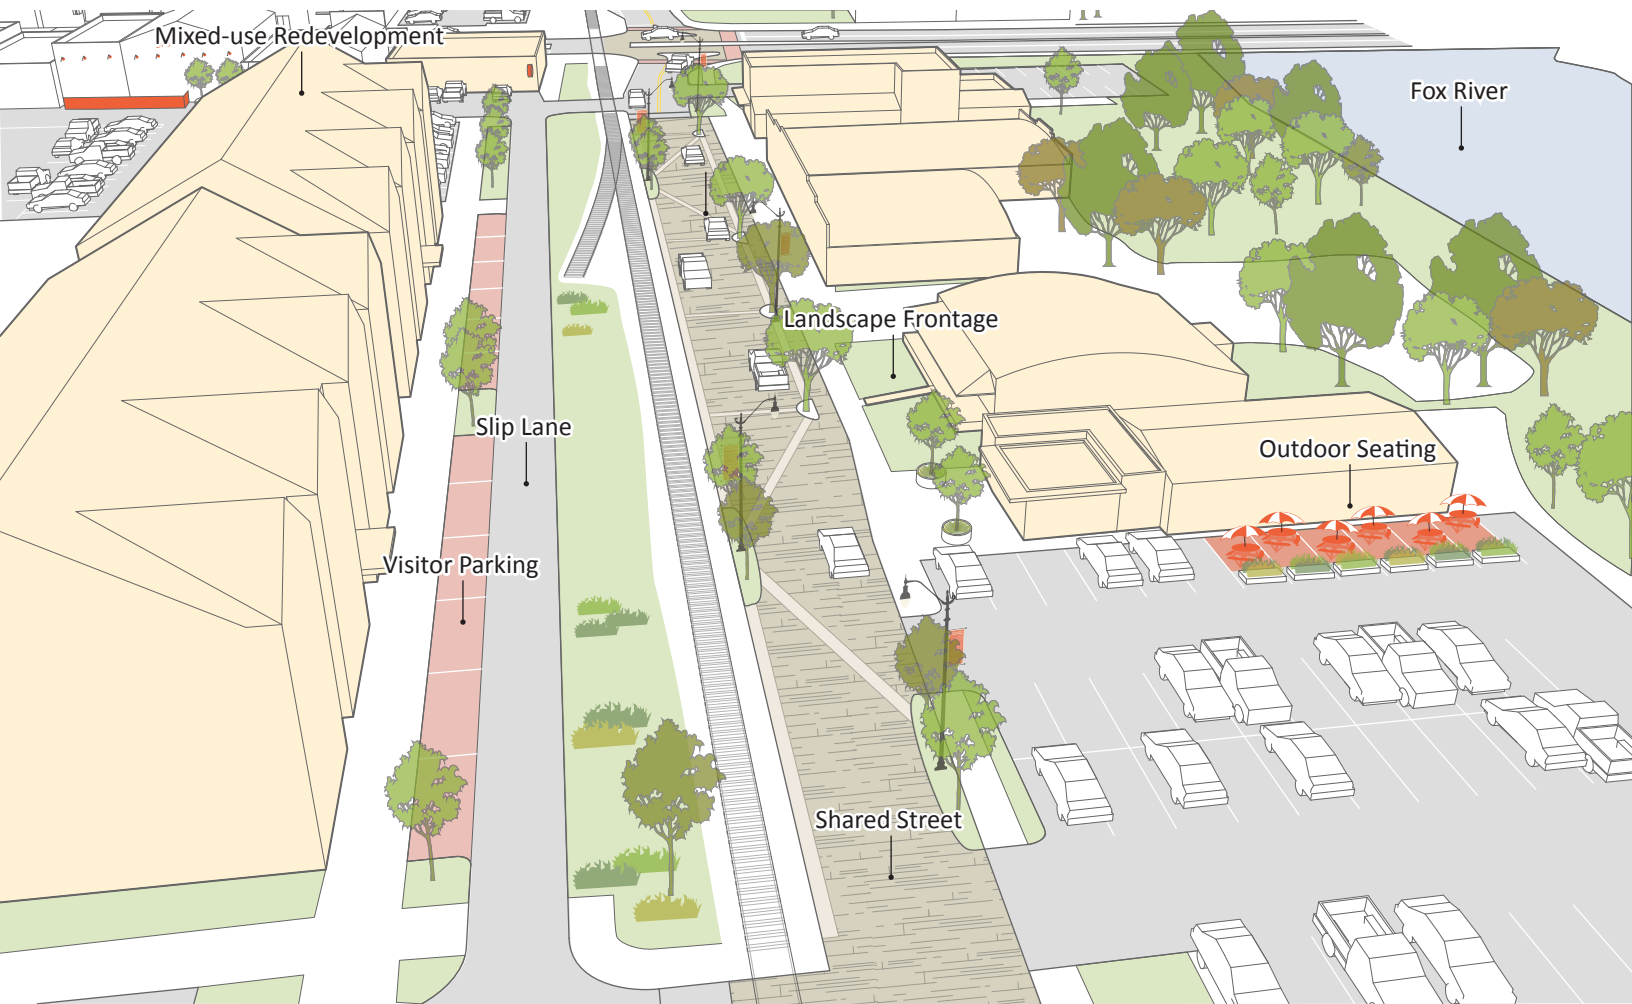 Mixed-use Redevelopment
Fox River
Landscape Frontage
Slip Lane
Outdoor Seating
Visitor Parking
Shared Street